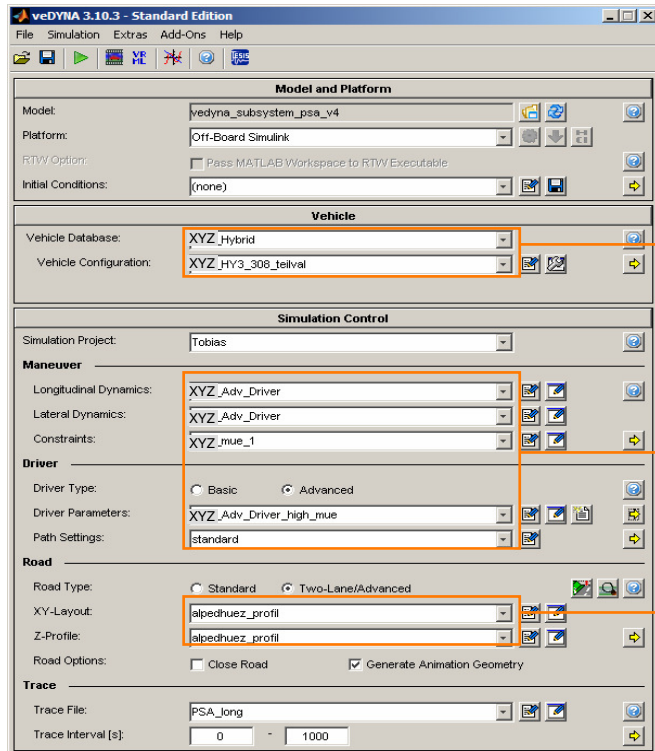 veDYNA 3.10.3 - Standard Edition
File Simulation Extras Add-Ons Help
VR ML
TESIS
Model and Platform
Model: vedyna_subsystem_psa_v4
Platform: Off-Board Simulink
RTW Option: Pass MATLAB Workspace to RTW Executable
Initial Conditions: (none)
Vehicle
Vehicle Database: XYZ_Hybrid
Vehicle Configuration: XYZ_HY3_308_teilval
Simulation Control
Simulation Project: Tobias
Maneuver
Longitudinal Dynamics: XYZ_Adv_Driver
Lateral Dynamics: XYZ_Adv_Driver
Constraints: XYZ_mue_1
Driver
Driver Type: Basic Advanced
Driver Parameters: XYZ_Adv_Driver_high_mue
Path Settings: standard
Road
Road Type: Standard Two-Lane/Advanced
XY-Layout: alpedhuez_profil
Z-Profile: alpedhuez_profil
Road Options: Close Road Generate Animation Geometry
Trace
Trace File: PSA_long
Trace Interval [s]: 0 - 1000